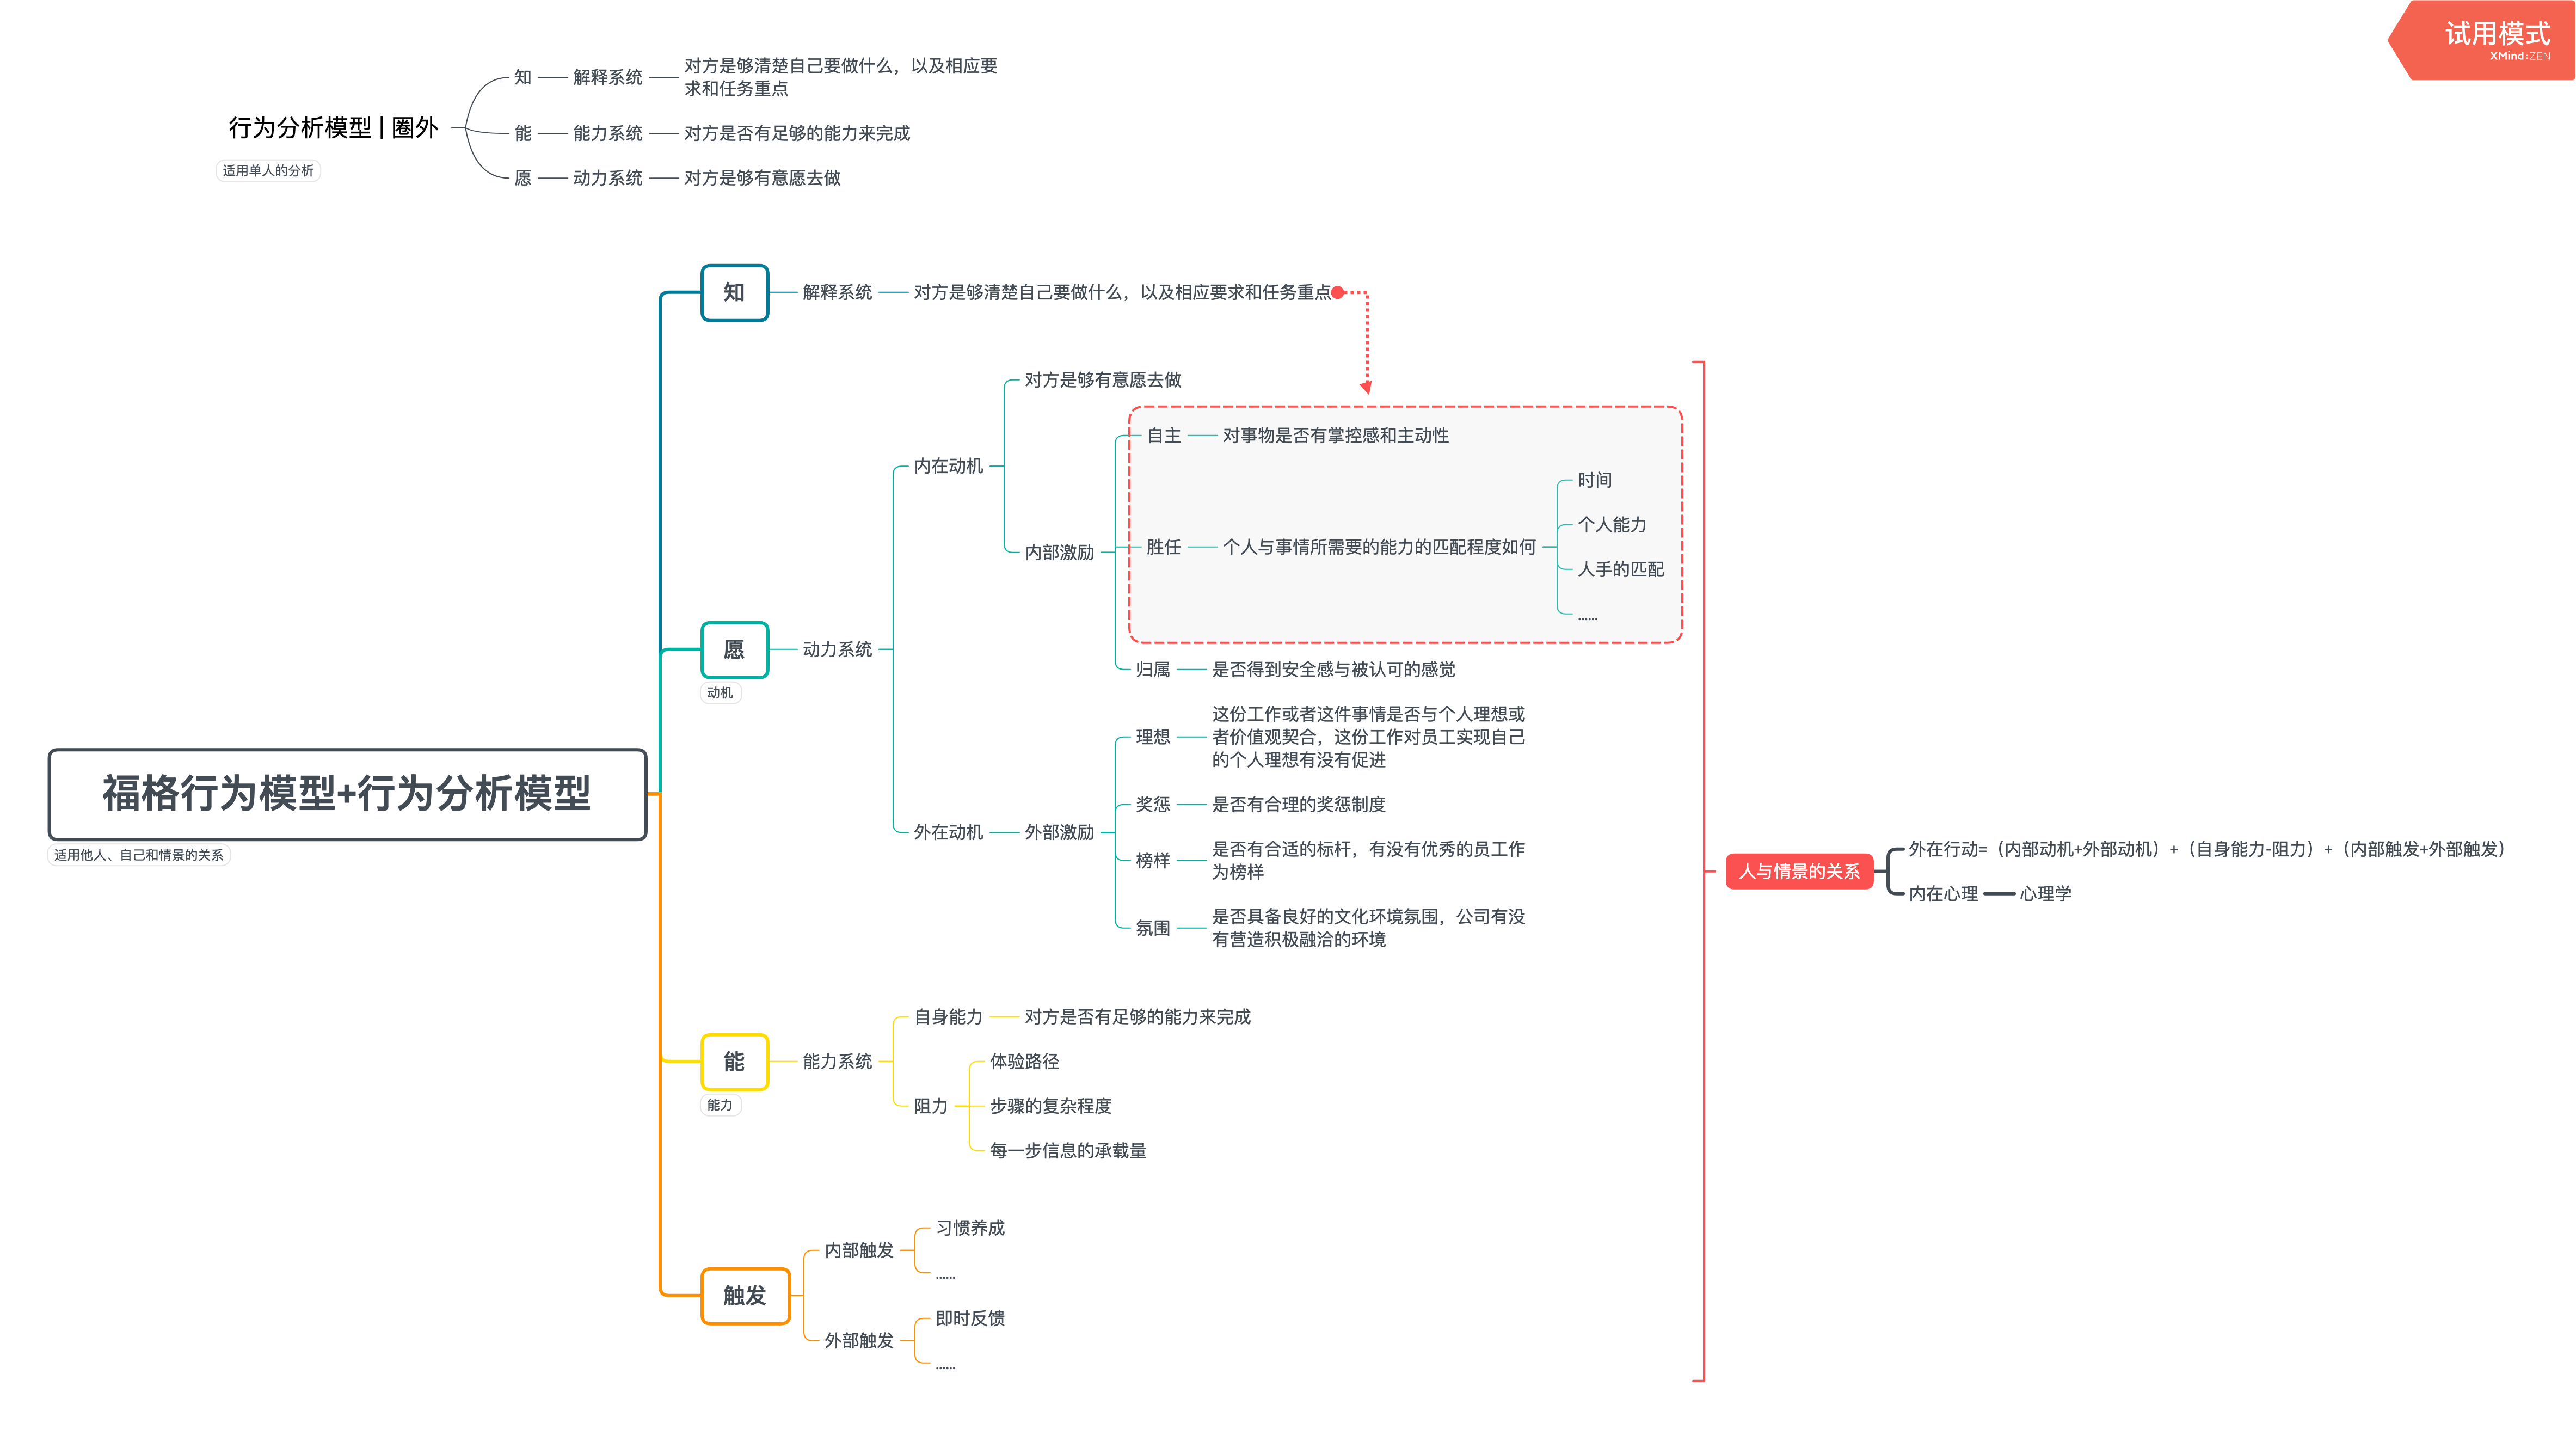 试用模式
XMind:ZEN
行为分析模型 | 圈外
适用单人的分析
知
解释系统
对方是够清楚自己要做什么，以及相应要
求和任务重点
能
能力系统
对方是否有足够的能力来完成
愿
动力系统
对方是够有意愿去做
福格行为模型+行为分析模型
适用他人、自己和情景的关系
知
解释系统
对方是够清楚自己要做什么，以及相应要求和任务重点
愿
动机
动力系统
内在动机
对方是够有意愿去做
内部激励
自主
对事物是否有掌控感和主动性
胜任
个人与事情所需要的能力的匹配程度如何
时间
个人能力
人手的匹配
......
归属
是否得到安全感与被认可的感觉
外在动机
外部激励
理想
这份工作或者这件事情是否与个人理想或
者价值观契合，这份工作对员工实现自己
的个人理想有没有促进
奖惩
是否有合理的奖惩制度
榜样
是否有合适的标杆，有没有优秀的员工作
为榜样
氛围
是否具备良好的文化环境氛围，公司有没
有营造积极融洽的环境
能
能力
能力系统
自身能力
对方是否有足够的能力来完成
阻力
体验路径
步骤的复杂程度
每一步信息的承载量
触发
内部触发
习惯养成
......
外部触发
即时反馈
......
人与情景的关系
外在行动=（内部动机+外部动机）+（自身能力-阻力）+（内部触发+外部触发）
内在心理
心理学